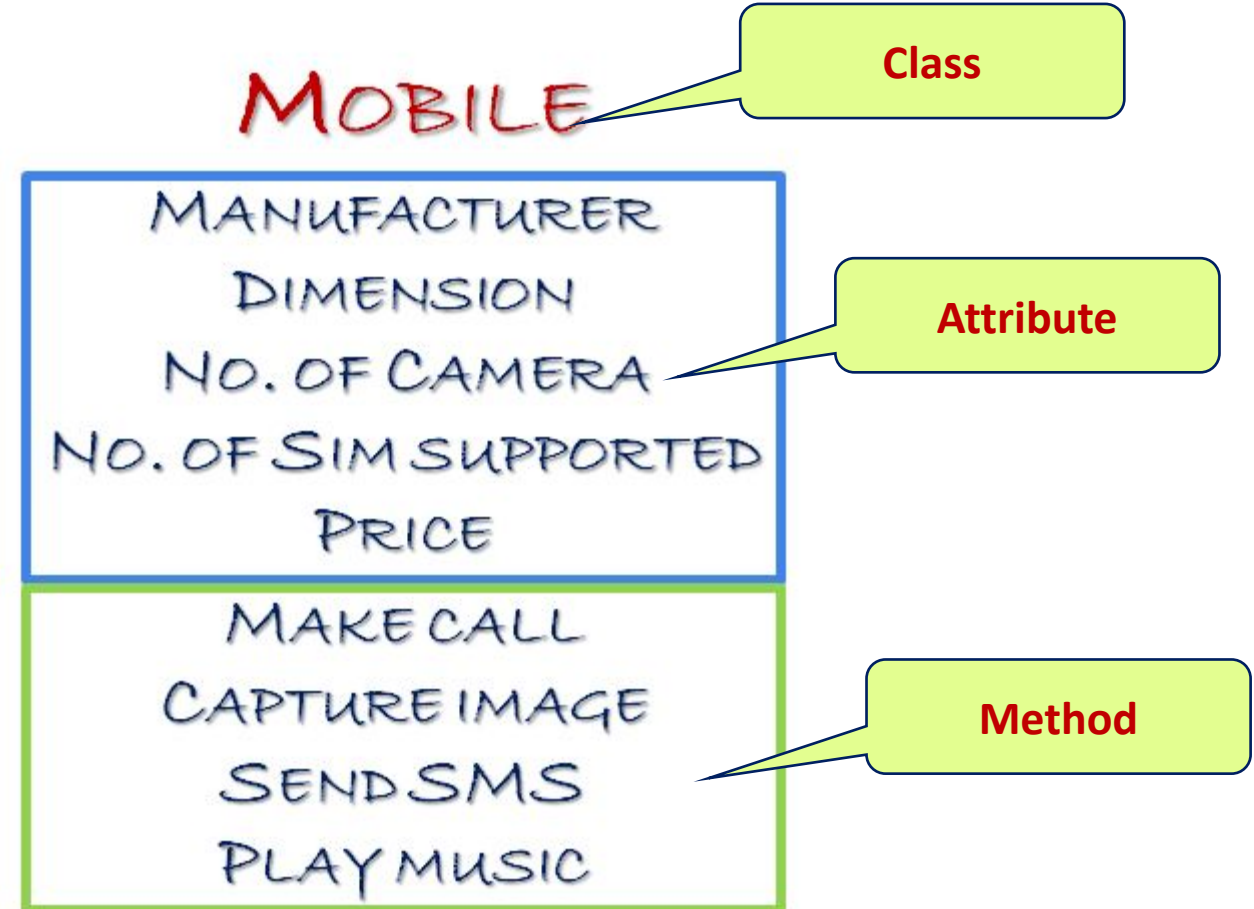 Class
MOBILE
MANUFACTURER
DIMENSION
NO. OF CAMERA
NO. OF SIM SUPPORTED
PRICE
Attribute
MAKE CALL
CAPTURE IMAGE
SEND SMS
PLAY MUSIC
Method